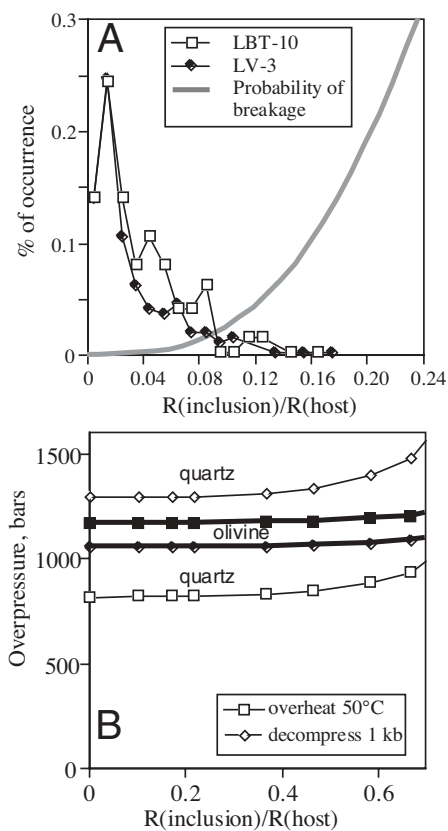 0.3
A
LBT-10
LV-3
Probability of
breakage
0.2
% of occurrence
0.1
0
0 0.04 0.08 0.12 0.16 0.20 0.24
R(inclusion)/R(host)
1500
quartz
olivine
1000
quartz
Overpressure, bars
500
overheat 50°C
decompress 1 kb
B
0
0 0.2 0.4 0.6
R(inclusion)/R(host)